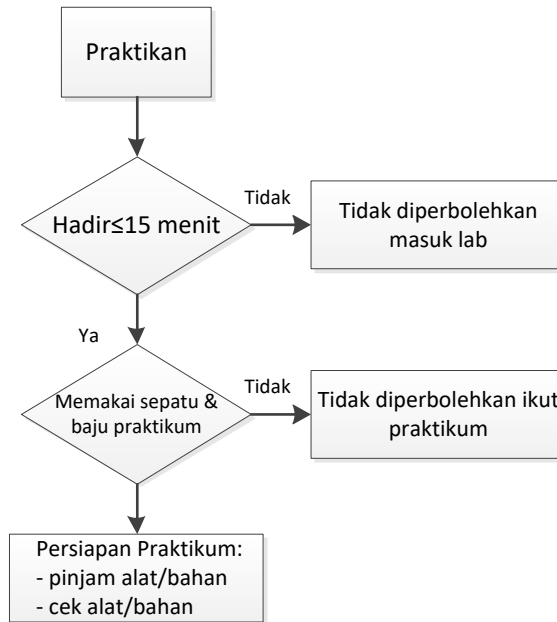 Praktikan
Hadir≤15 menit
Tidak
Tidak diperbolehkan
masuk lab
Ya
Memakai sepatu &
baju praktikum
Tidak
Tidak diperbolehkan ikut
praktikum
Persiapan Praktikum:
- pinjam alat/bahan
- cek alat/bahan